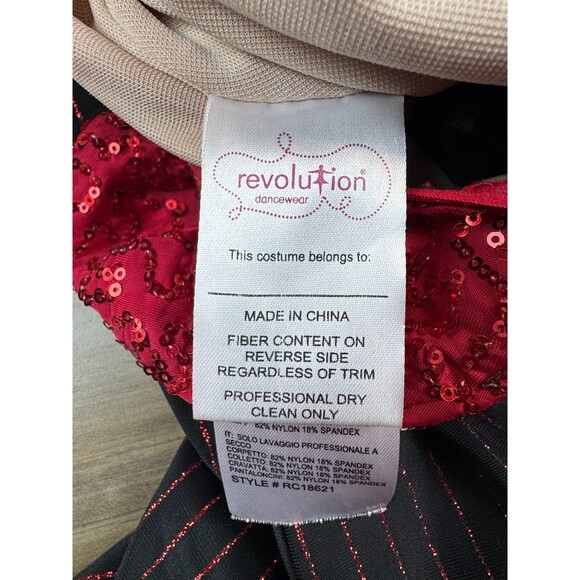 revolution®
dancewear
This costume belongs to:
MADE IN CHINA
FIBER CONTENT ON
REVERSE SIDE
REGARDLESS OF TRIM
PROFESSIONAL DRY
CLEAN ONLY
82% NYLON 18% SPANDEX
IT: SOLO LAVAGGIO PROFESSIONALE A
SECCO
CORPETTO: 82% NYLON 18% SPANDEX
COLLETTO: 82% NYLON 18% SPANDEX
CRAVATTA: 82% NYLON 18% SPANDEX
PANTALONCINI: 82% NYLON 18% SPANDEX
STYLE # RC18621